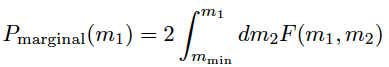 P_marginal(m_1) = 2 ∫_{m_min}^{m_1} dm_2 F(m_1, m_2)